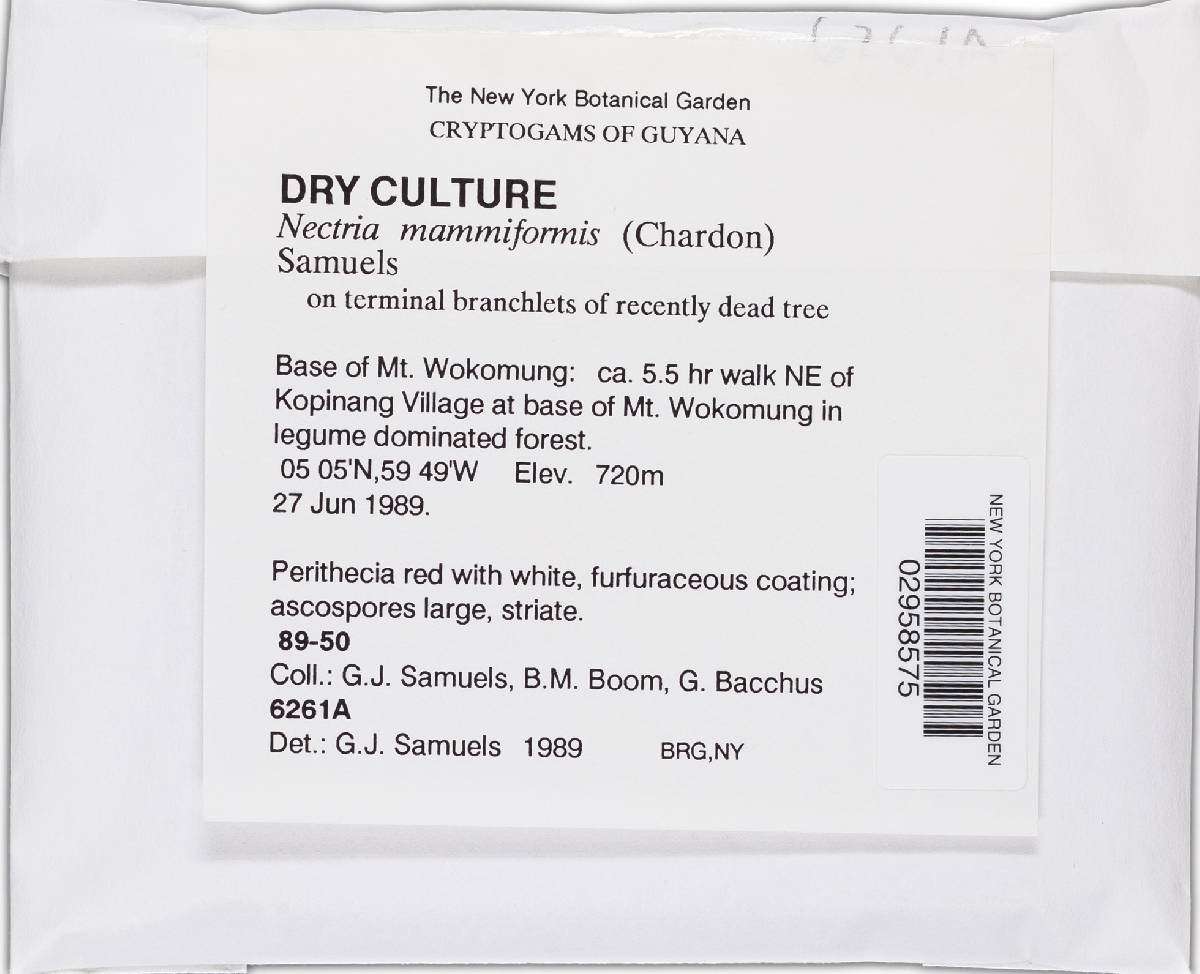 6261A
The New York Botanical Garden
CRYPTOGAMS OF GUYANA
DRY CULTURE
Nectria mammiformis (Chardon)
Samuels
on terminal branchlets of recently dead tree
Base of Mt. Wokomung: ca. 5.5 hr walk NE of
Kopinang Village at base of Mt. Wokomung in
legume dominated forest.
05 05'N,59 49'W Elev. 720m
27 Jun 1989.
Perithecia red with white, furfuraceous coating;
ascospores large, striate.
89-50
Coll.: G.J. Samuels, B.M. Boom, G. Bacchus
6261A
Det.: G.J. Samuels 1989 BRG,NY
NEW YORK BOTANICAL GARDEN
02958575